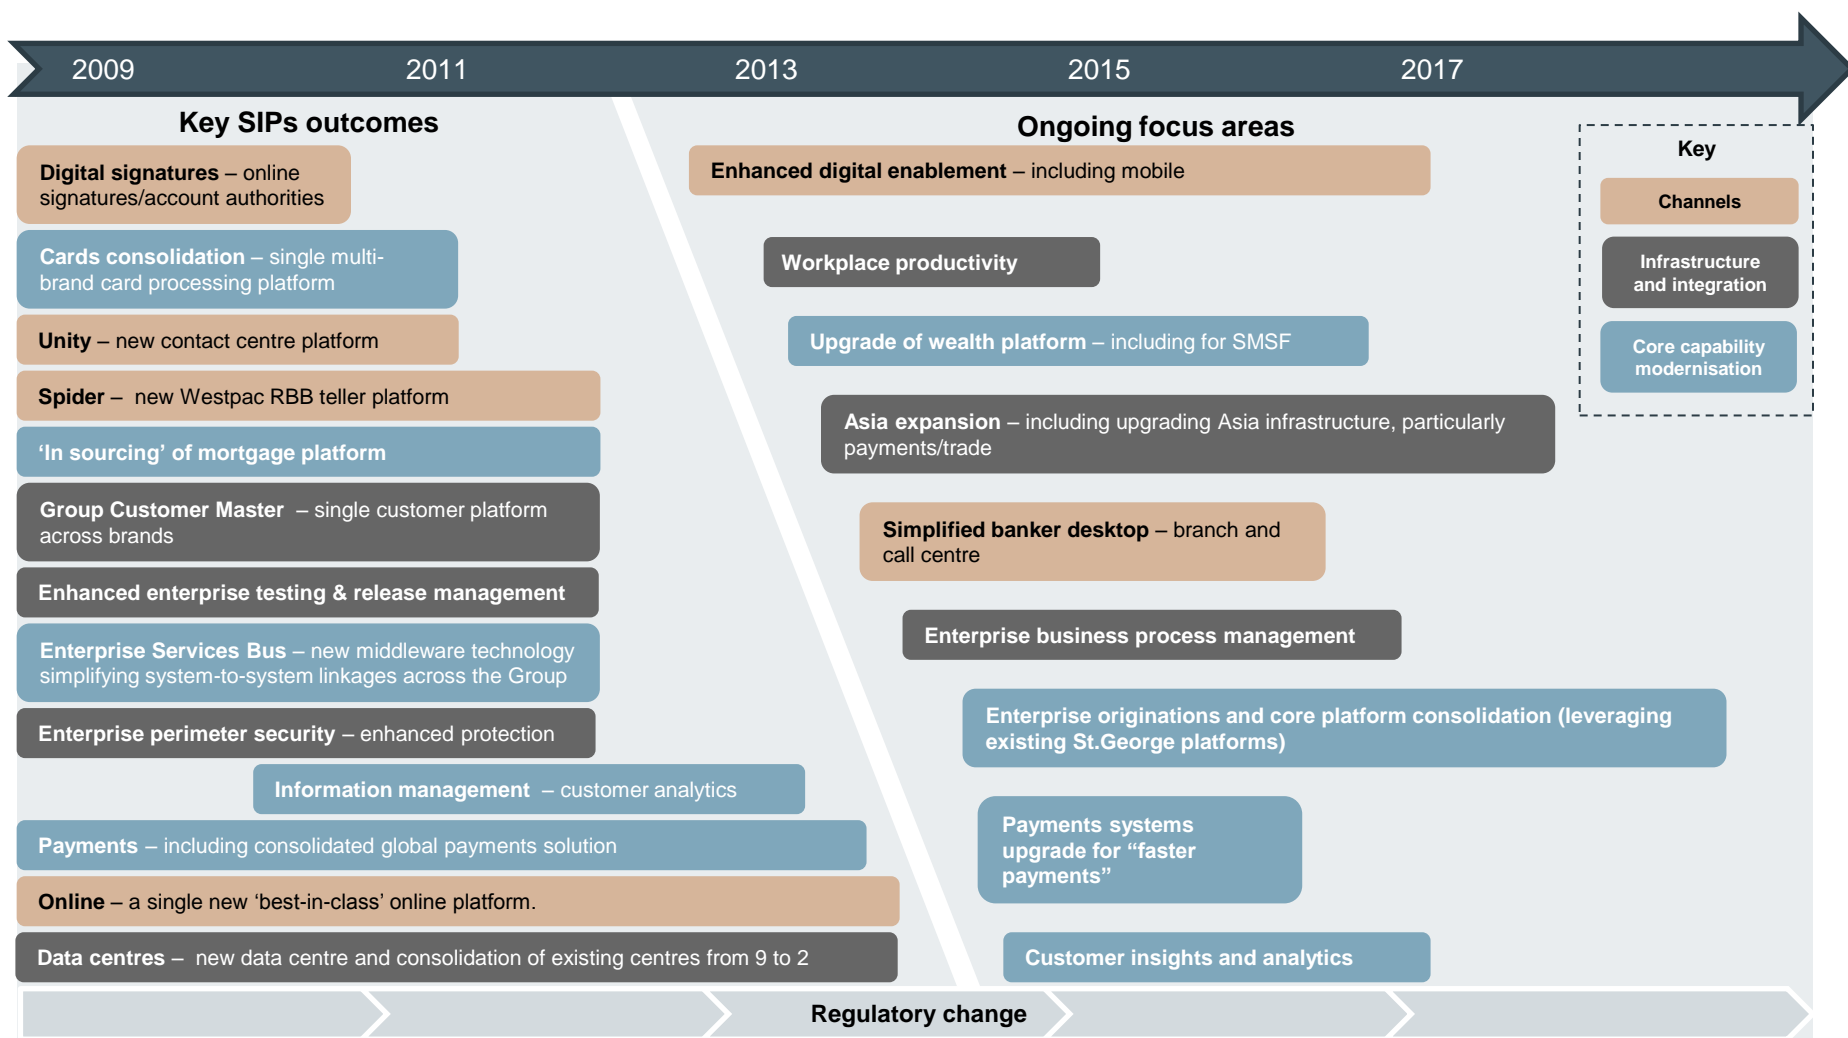 2009 2011 2013 2015 2017
Key SIPs outcomes
Digital signatures – online
signatures/account authorities
Cards consolidation – single multi-
brand card processing platform
Unity – new contact centre platform
Spider – new Westpac RBB teller platform
‘In sourcing’ of mortgage platform
Group Customer Master – single customer platform
across brands
Enhanced enterprise testing & release management
Enterprise Services Bus – new middleware technology
simplifying system-to-system linkages across the Group
Enterprise perimeter security – enhanced protection
Information management – customer analytics
Payments – including consolidated global payments solution
Online – a single new ‘best-in-class’ online platform.
Data centres – new data centre and consolidation of existing centres from 9 to 2
Ongoing focus areas
Enhanced digital enablement – including mobile
Workplace productivity
Upgrade of wealth platform – including for SMSF
Asia expansion – including upgrading Asia infrastructure, particularly
payments/trade
Simplified banker desktop – branch and
call centre
Enterprise business process management
Enterprise originations and core platform consolidation (leveraging
existing St.George platforms)
Payments systems
upgrade for “faster
payments”
Customer insights and analytics
Key
Channels
Infrastructure
and integration
Core capability
modernisation
Regulatory change